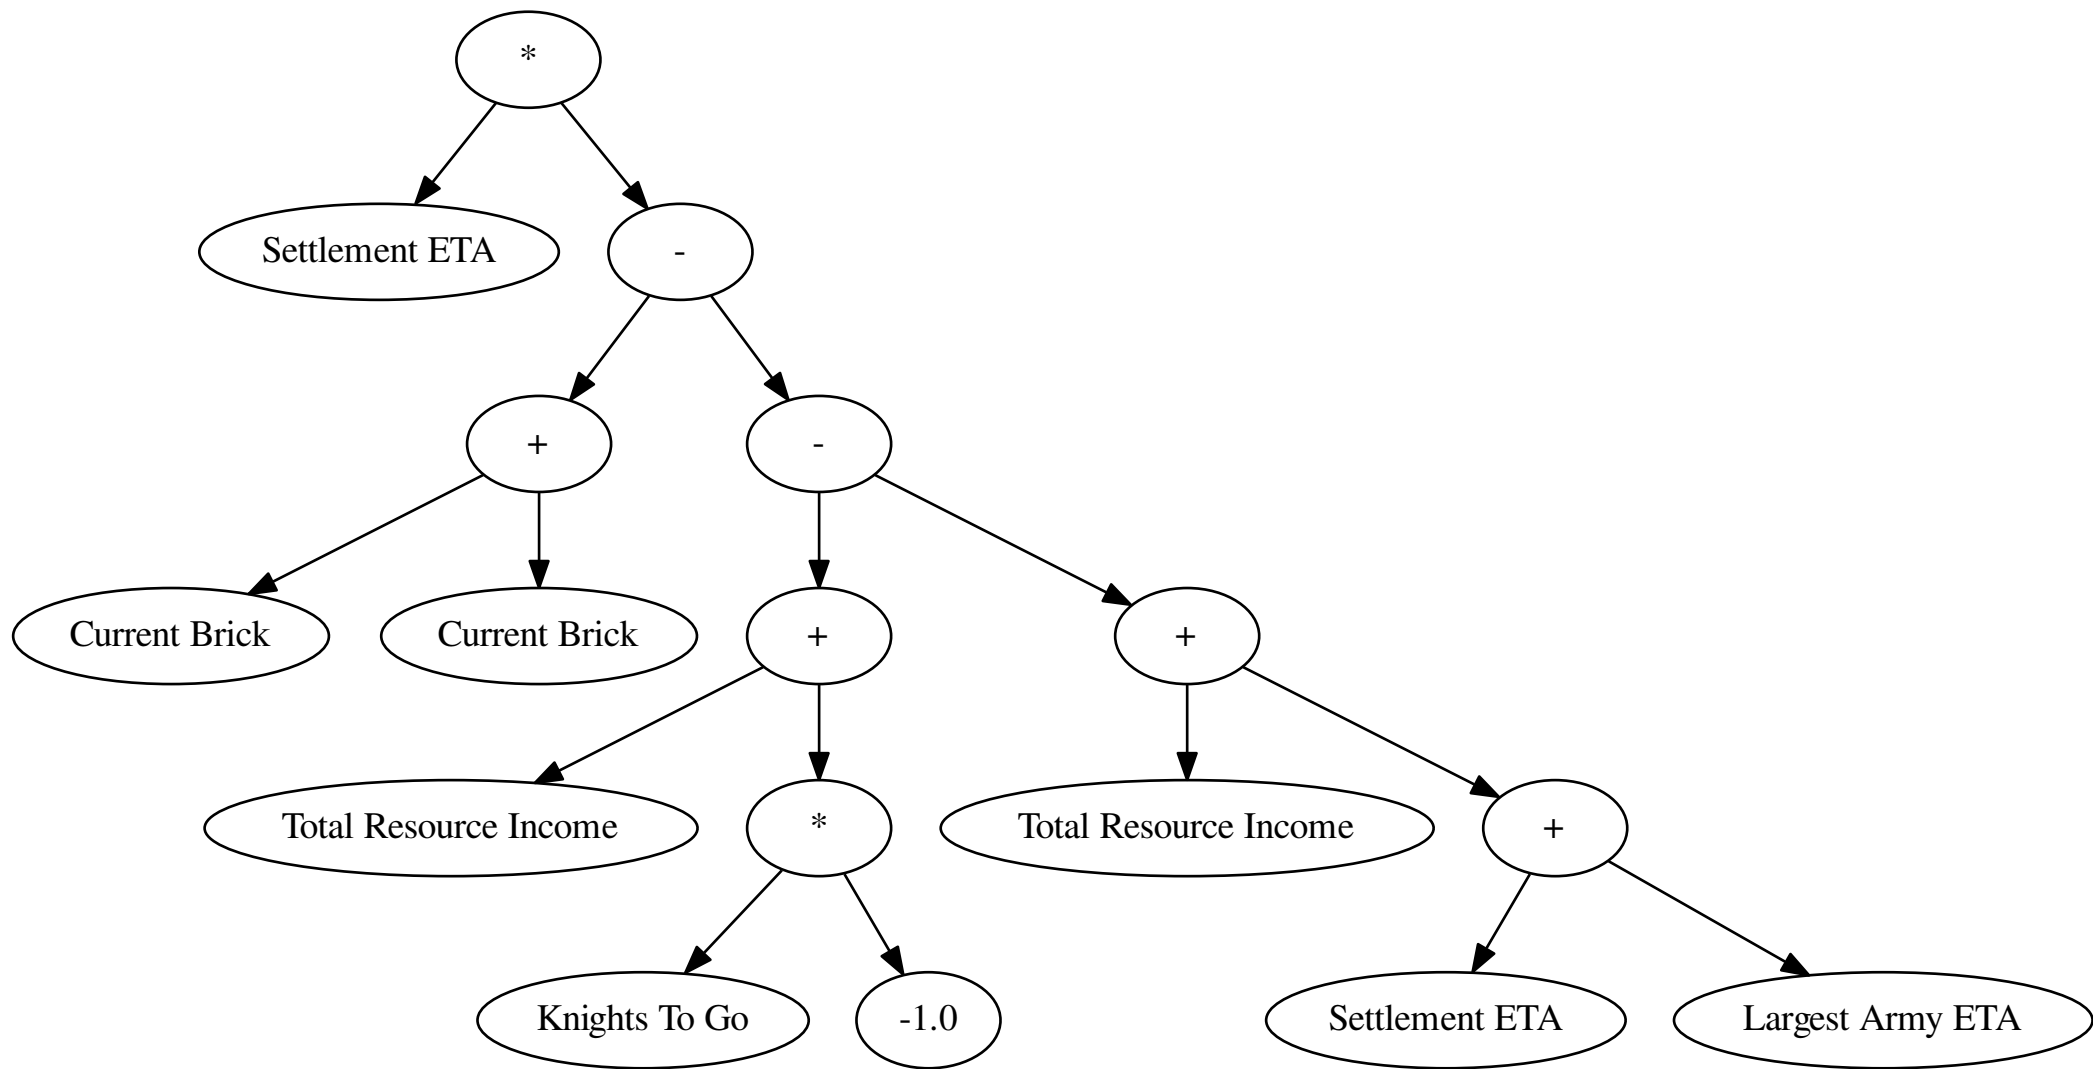 *
Settlement ETA
-
+
-
Current Brick
Current Brick
+
+
Total Resource Income
*
Total Resource Income
+
Knights To Go
-1.0
Settlement ETA
Largest Army ETA